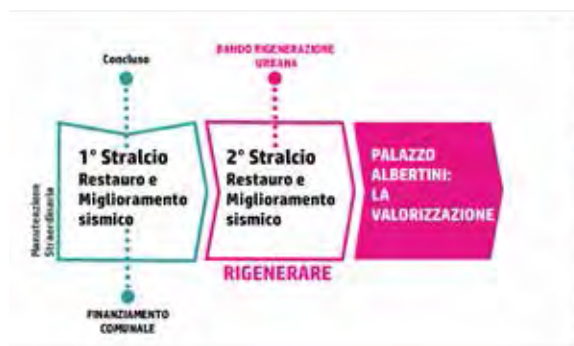 Concluso
BANDO RIGENERAZIONE
URBANA
Manutenzione
Straordinaria
1° Stralcio
Restauro e
Miglioramento
sismico
2° Stralcio
Restauro e
Miglioramento
sismico
PALAZZO
ALBERTINI:
LA
VALORIZZAZIONE
RIGENERARE
FINANZIAMENTO
COMUNALE